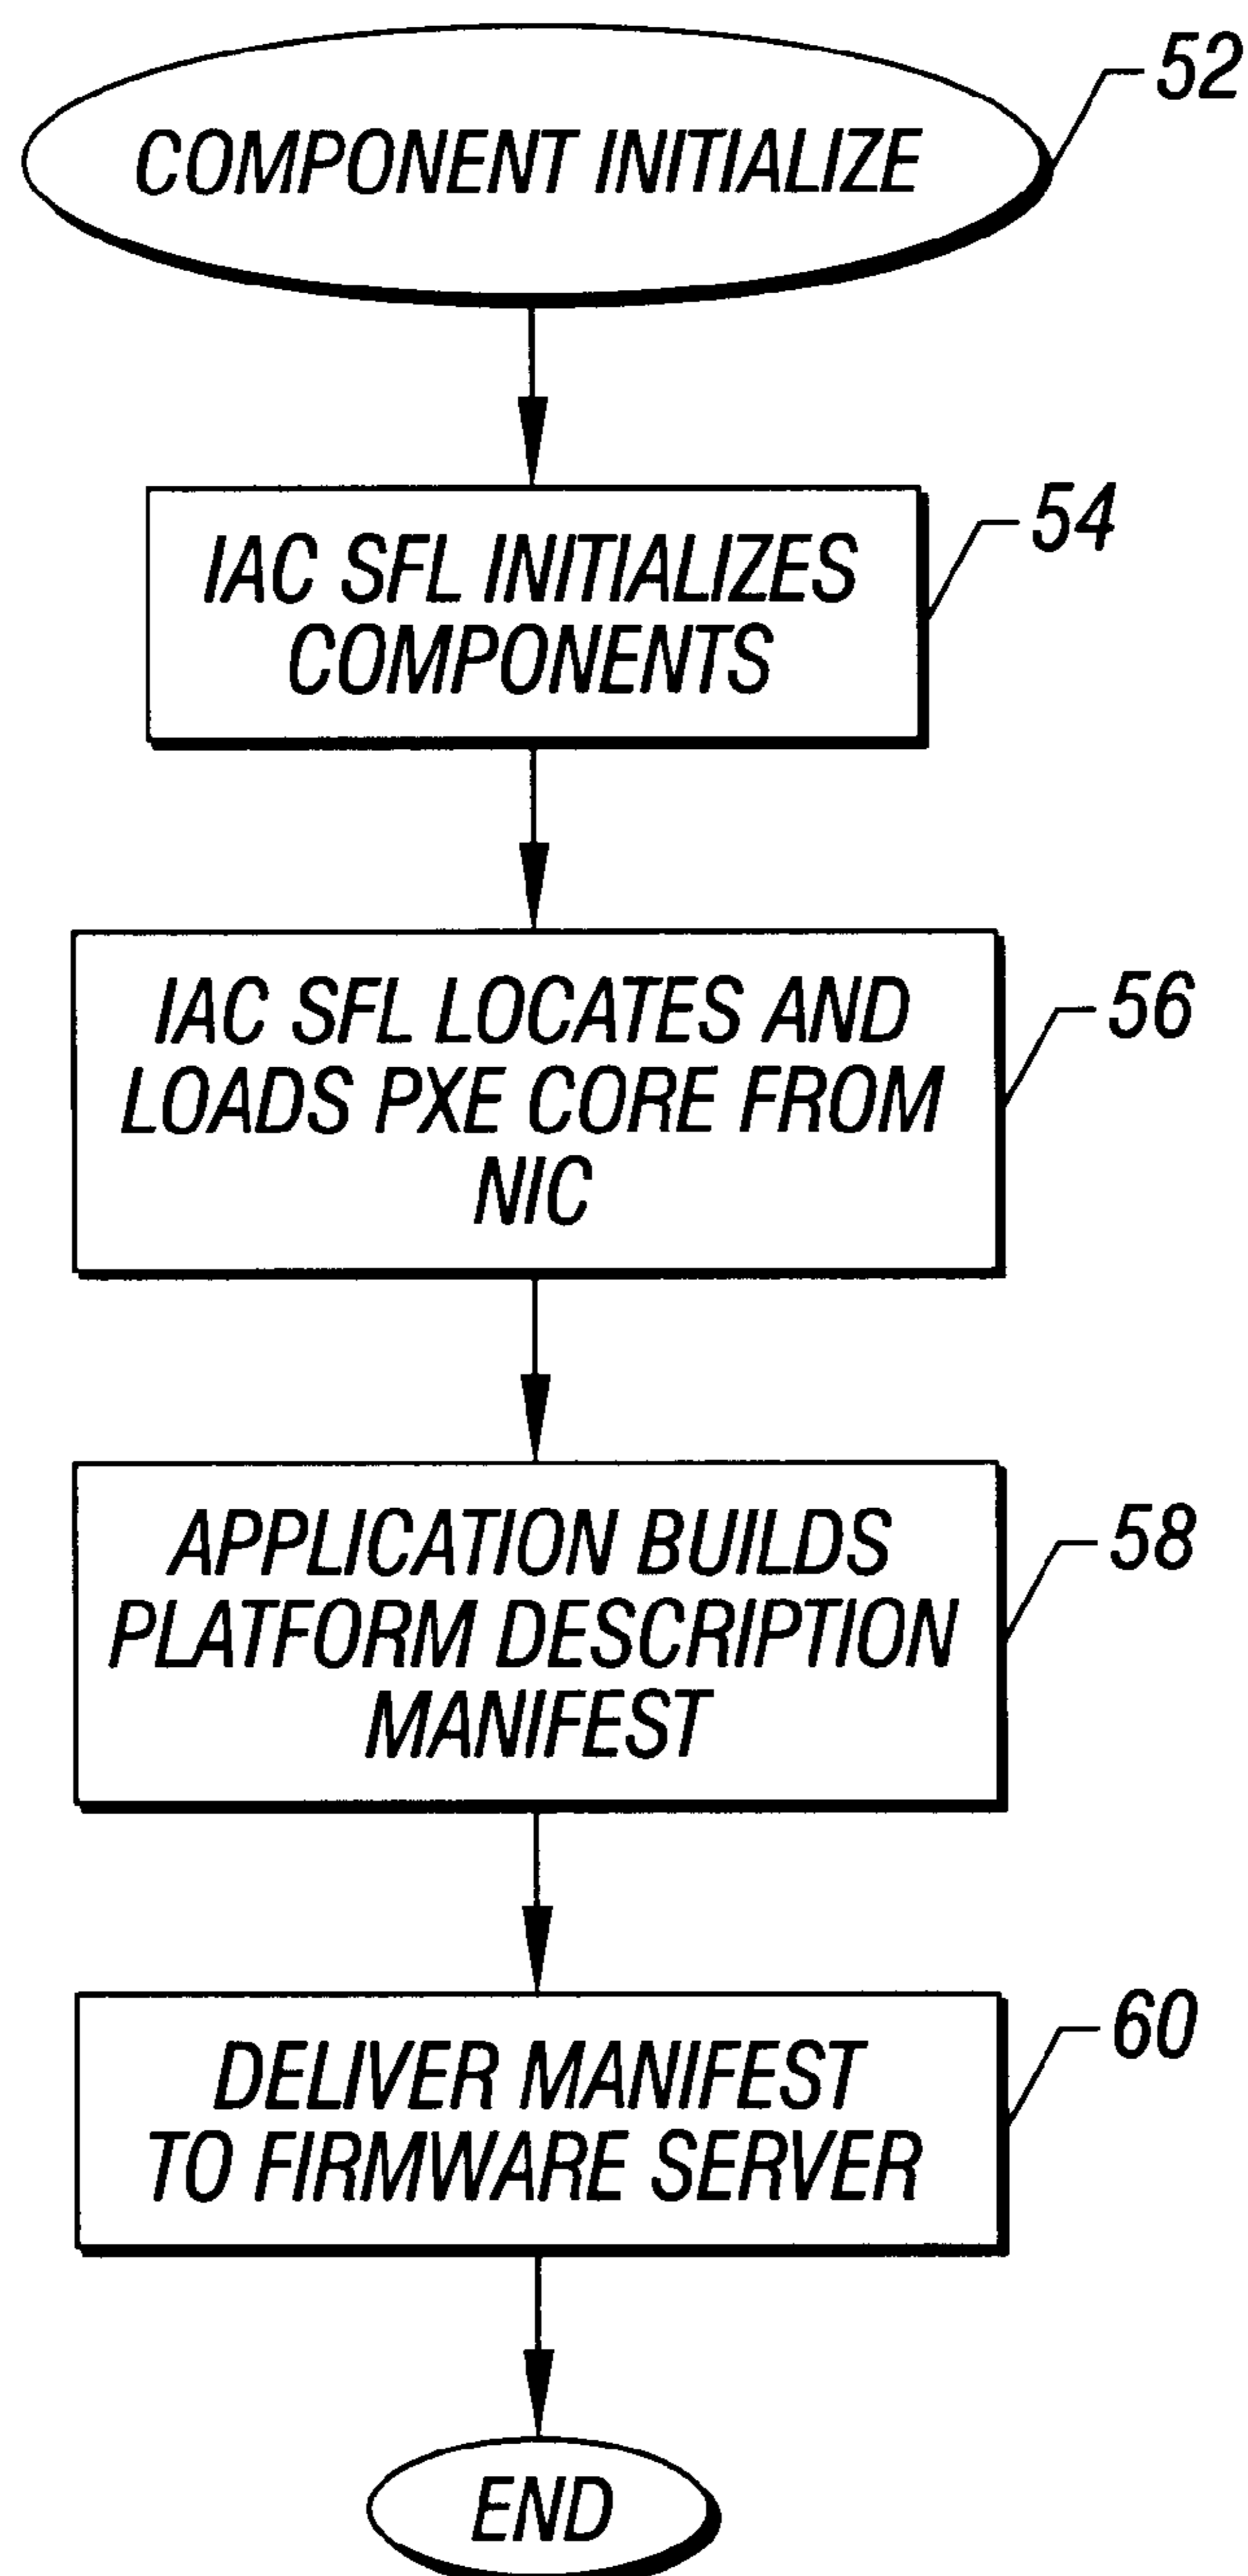 COMPONENT INITIALIZE
52
IAC SFL INITIALIZES
COMPONENTS
54
IAC SFL LOCATES AND
LOADS PXE CORE FROM
NIC
56
APPLICATION BUILDS
PLATFORM DESCRIPTION
MANIFEST
58
DELIVER MANIFEST
TO FIRMWARE SERVER
60
END